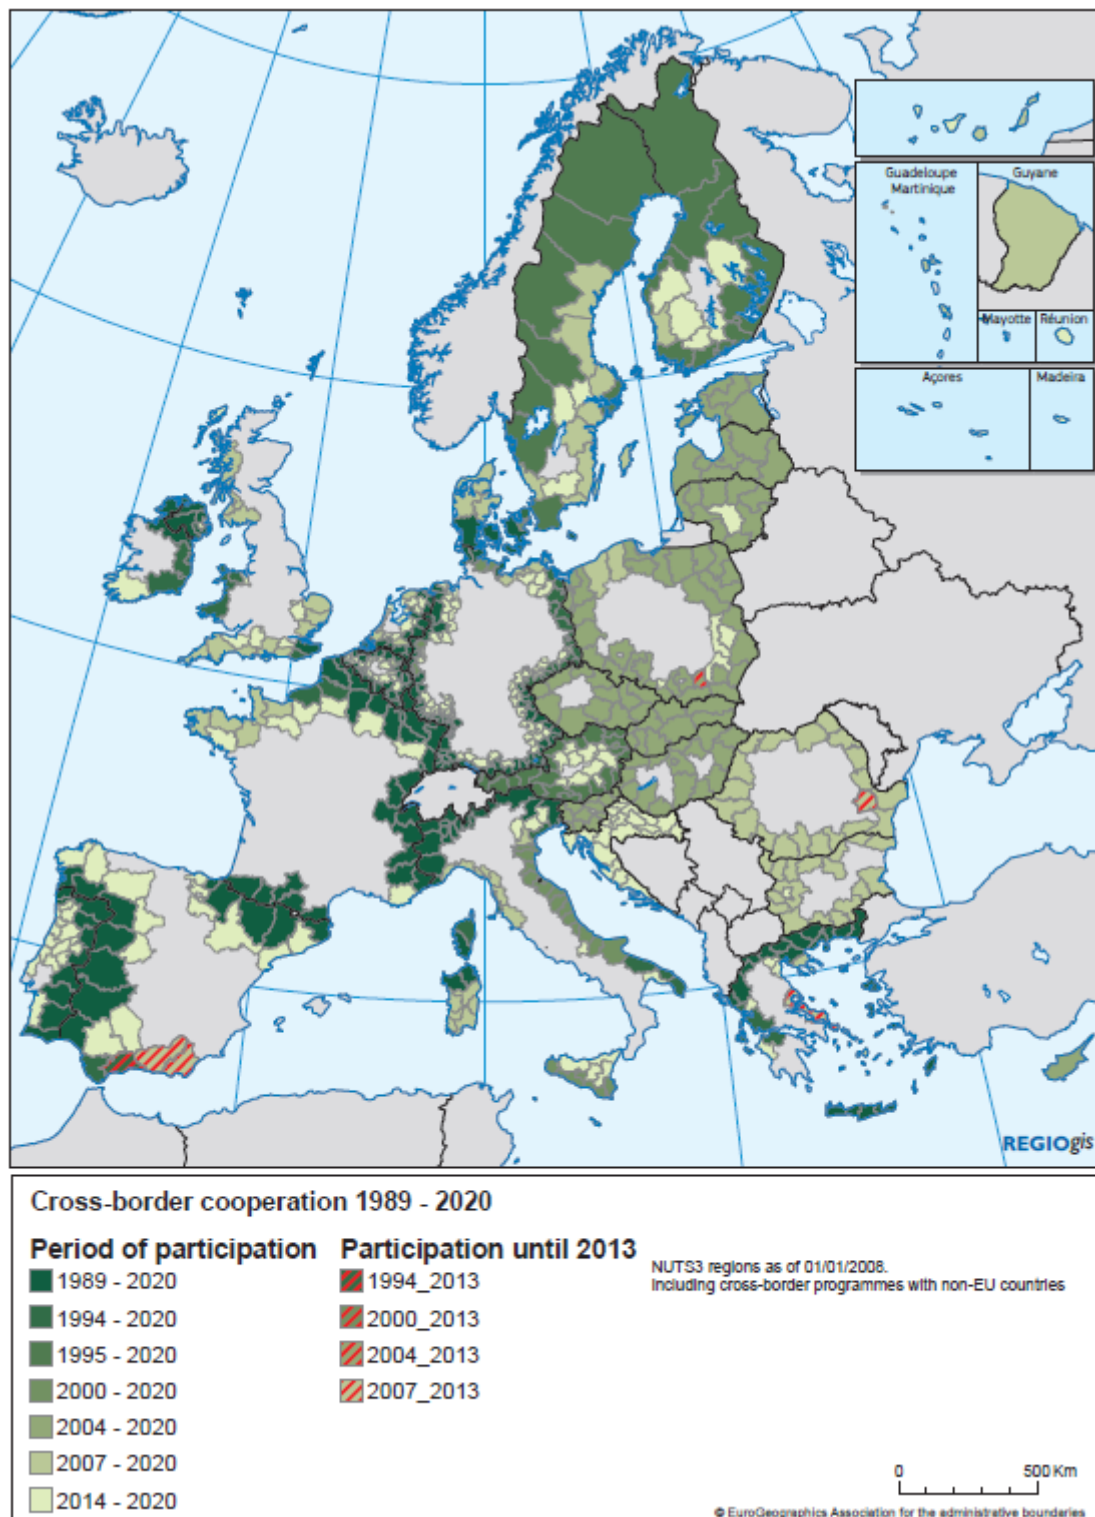 Guadeloupe
Martinique
Guyane
Mayotte
Réunion
Açores
Madeira
REGIOgis
Cross-border cooperation 1989 - 2020
Period of participation
1989 - 2020
1994 - 2020
1995 - 2020
2000 - 2020
2004 - 2020
2007 - 2020
2014 - 2020
Participation until 2013
1994_2013
2000_2013
2004_2013
2007_2013
NUTS3 regions as of 01/01/2008.
Including cross-border programmes with non-EU countries
0 500 Km
© EuroGeographics Association for the administrative boundaries